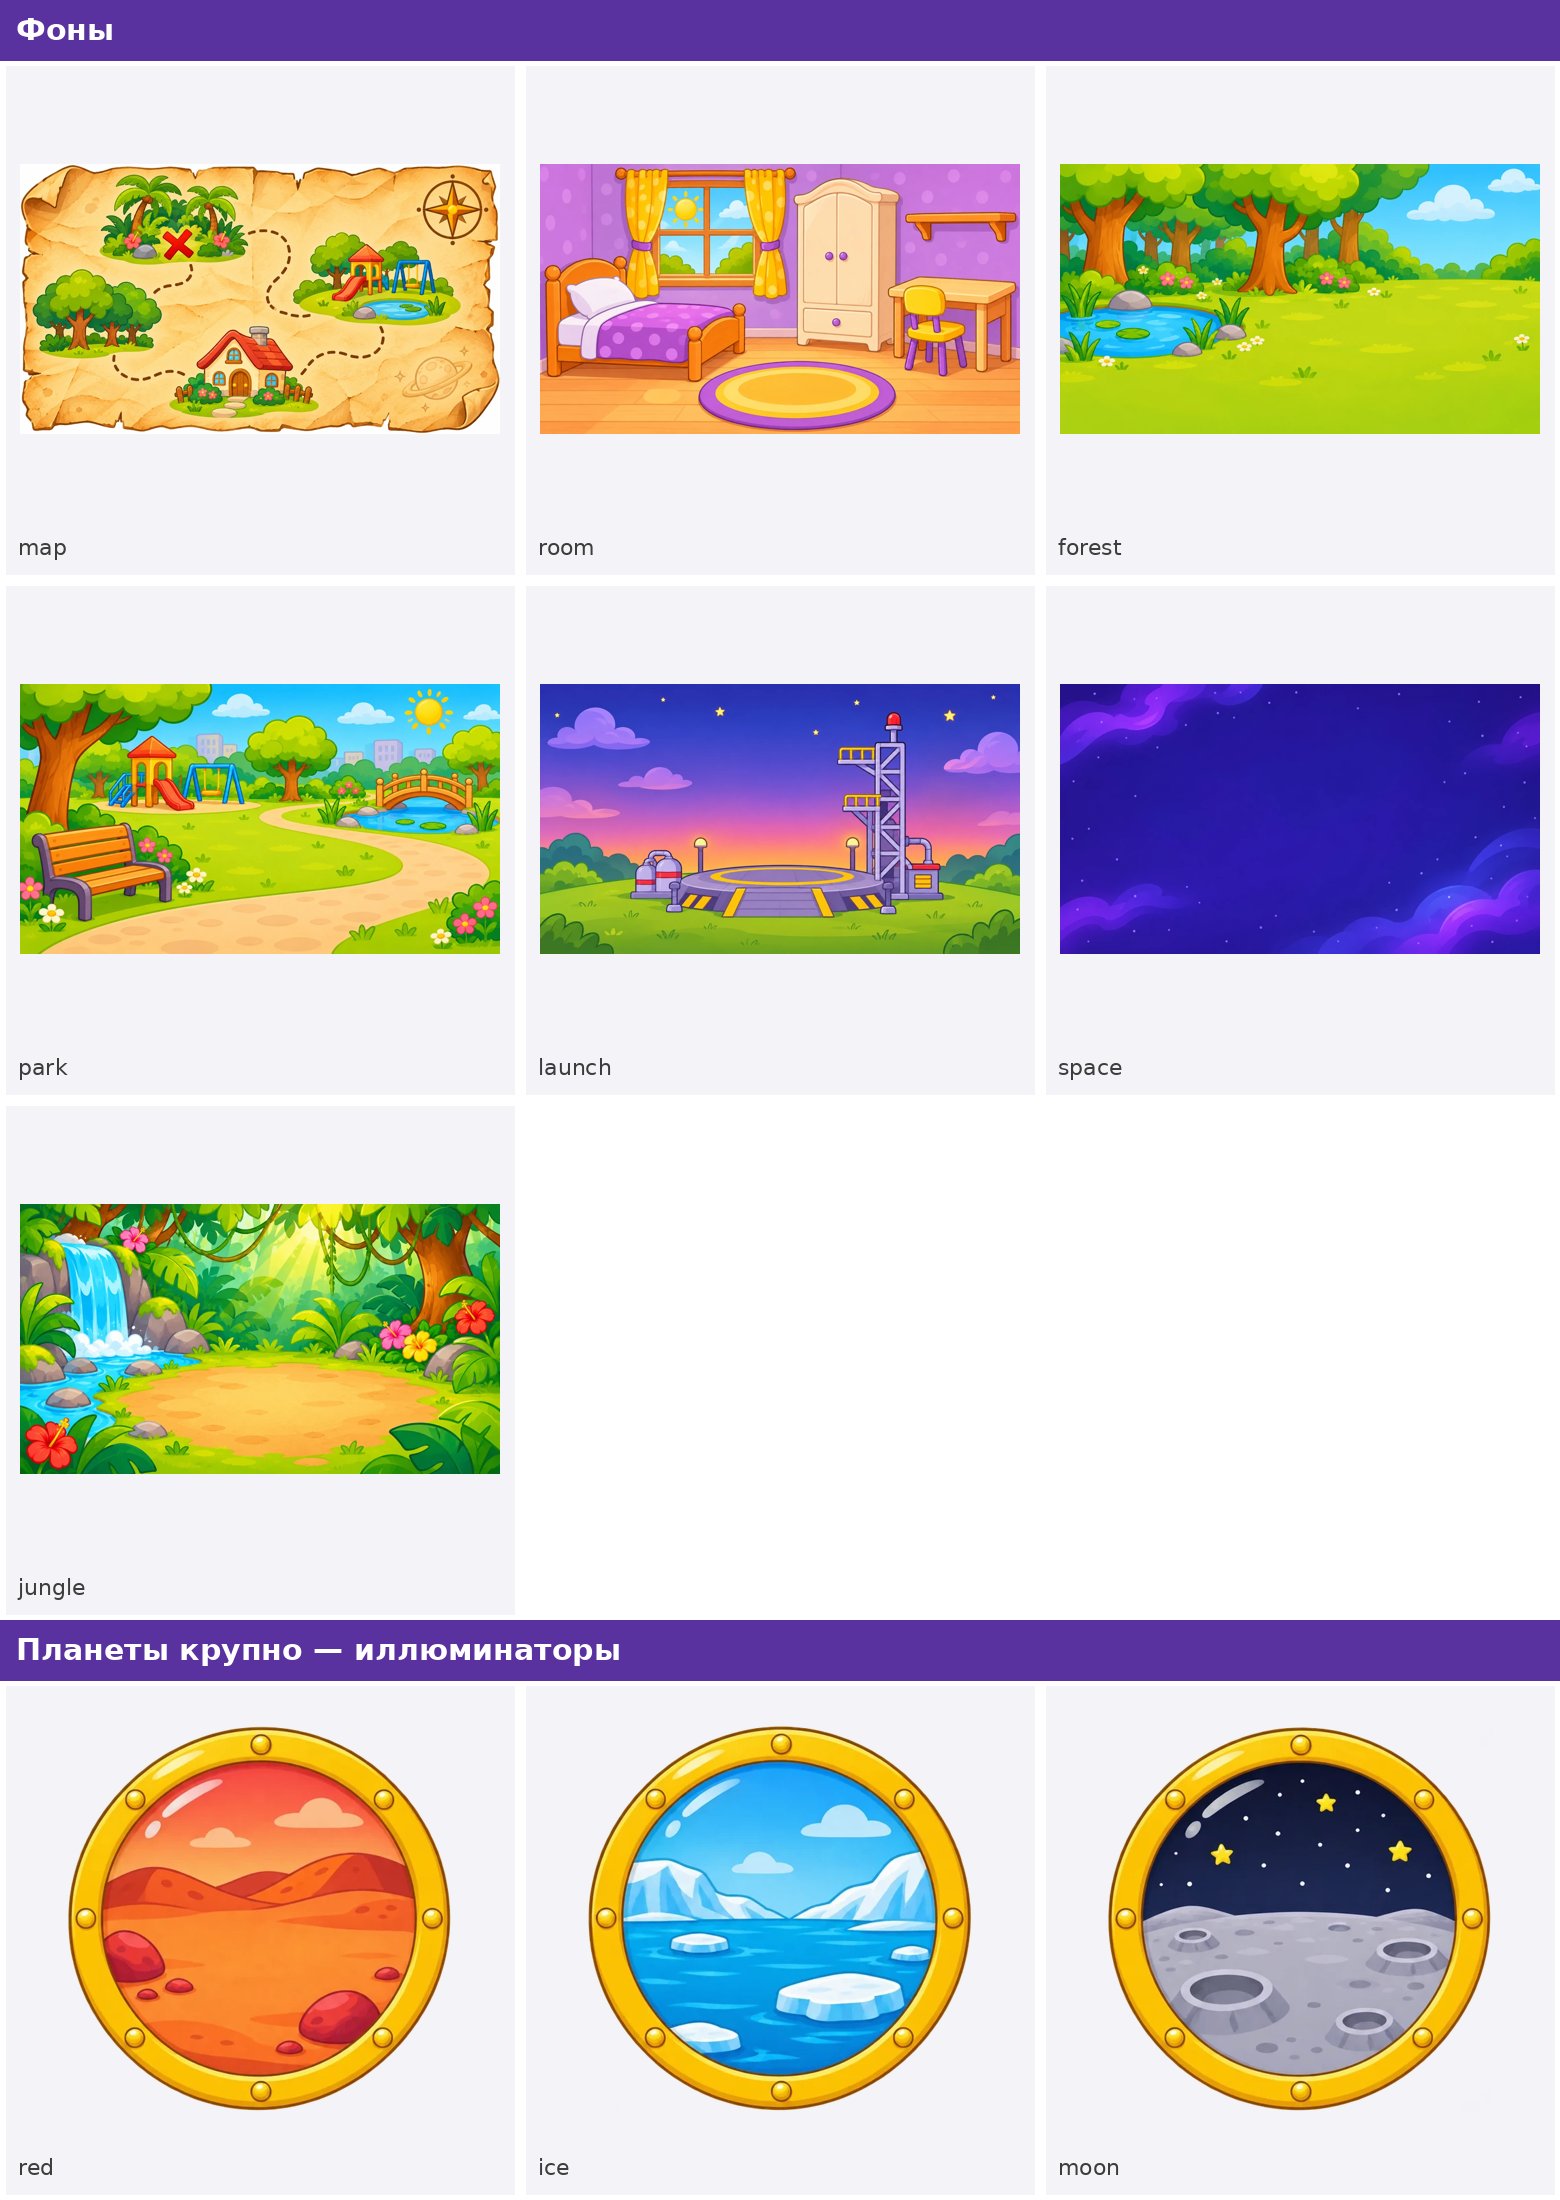 Фоны
map
room
forest
park
launch
space
jungle
Планеты крупно — иллюминаторы
red
ice
moon